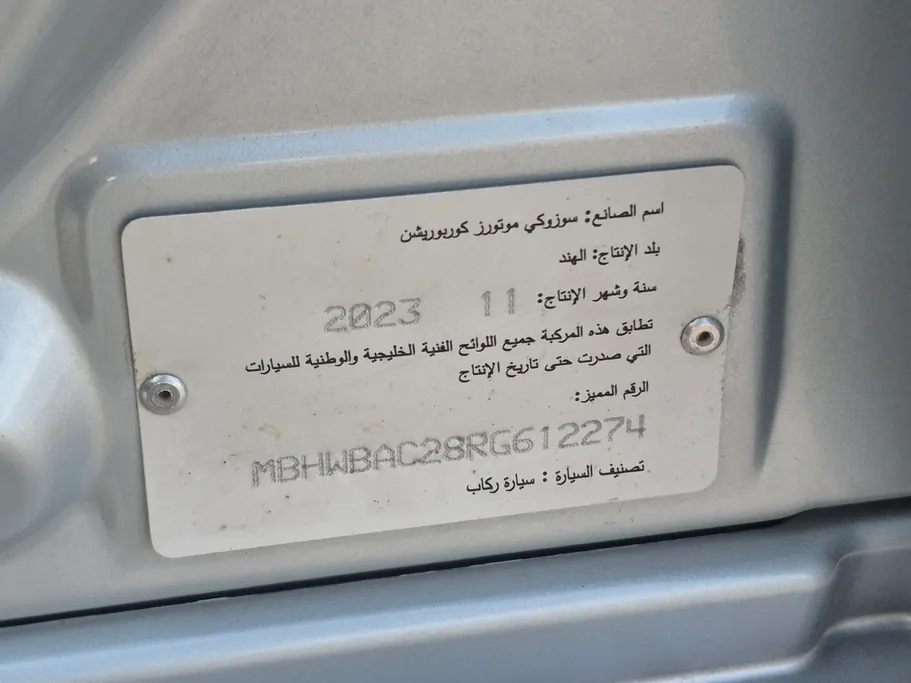 اسم الصانع: سوزوكي موتورز كوربوريشن
بلد الإنتاج: الهند
سنة وشهر الإنتاج: 11 2023
تطابق هذه المركبة جميع اللوائح الفنية الخليجية والوطنية للسيارات
التي صدرت حتى تاريخ الإنتاج
الرقم المميز:
MBHWBAC28RG612274
تصنيف السيارة : سيارة ركاب